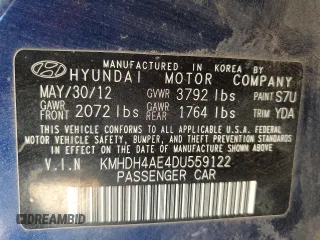 MANUFACTURED IN KOREA BY
HYUNDAI MOTOR COMPANY
MAY/30/12 GVWR 3792 lbs PAINT S7U
GAWR FRONT 2072 lbs GAWR REAR 1764 lbs TRIM YDA
THIS VEHICLE CONFORMS TO ALL APPLICABLE FEDERAL
MOTOR VEHICLE SAFETY, BUMPER, AND THEFT PREVENTION STANDARDS
IN EFFECT ON THE DATE OF MANUFACTURE SHOWN ABOVE.
V.I.N KMHDH4AE4DU559122
PASSENGER CAR
©DREAMBID